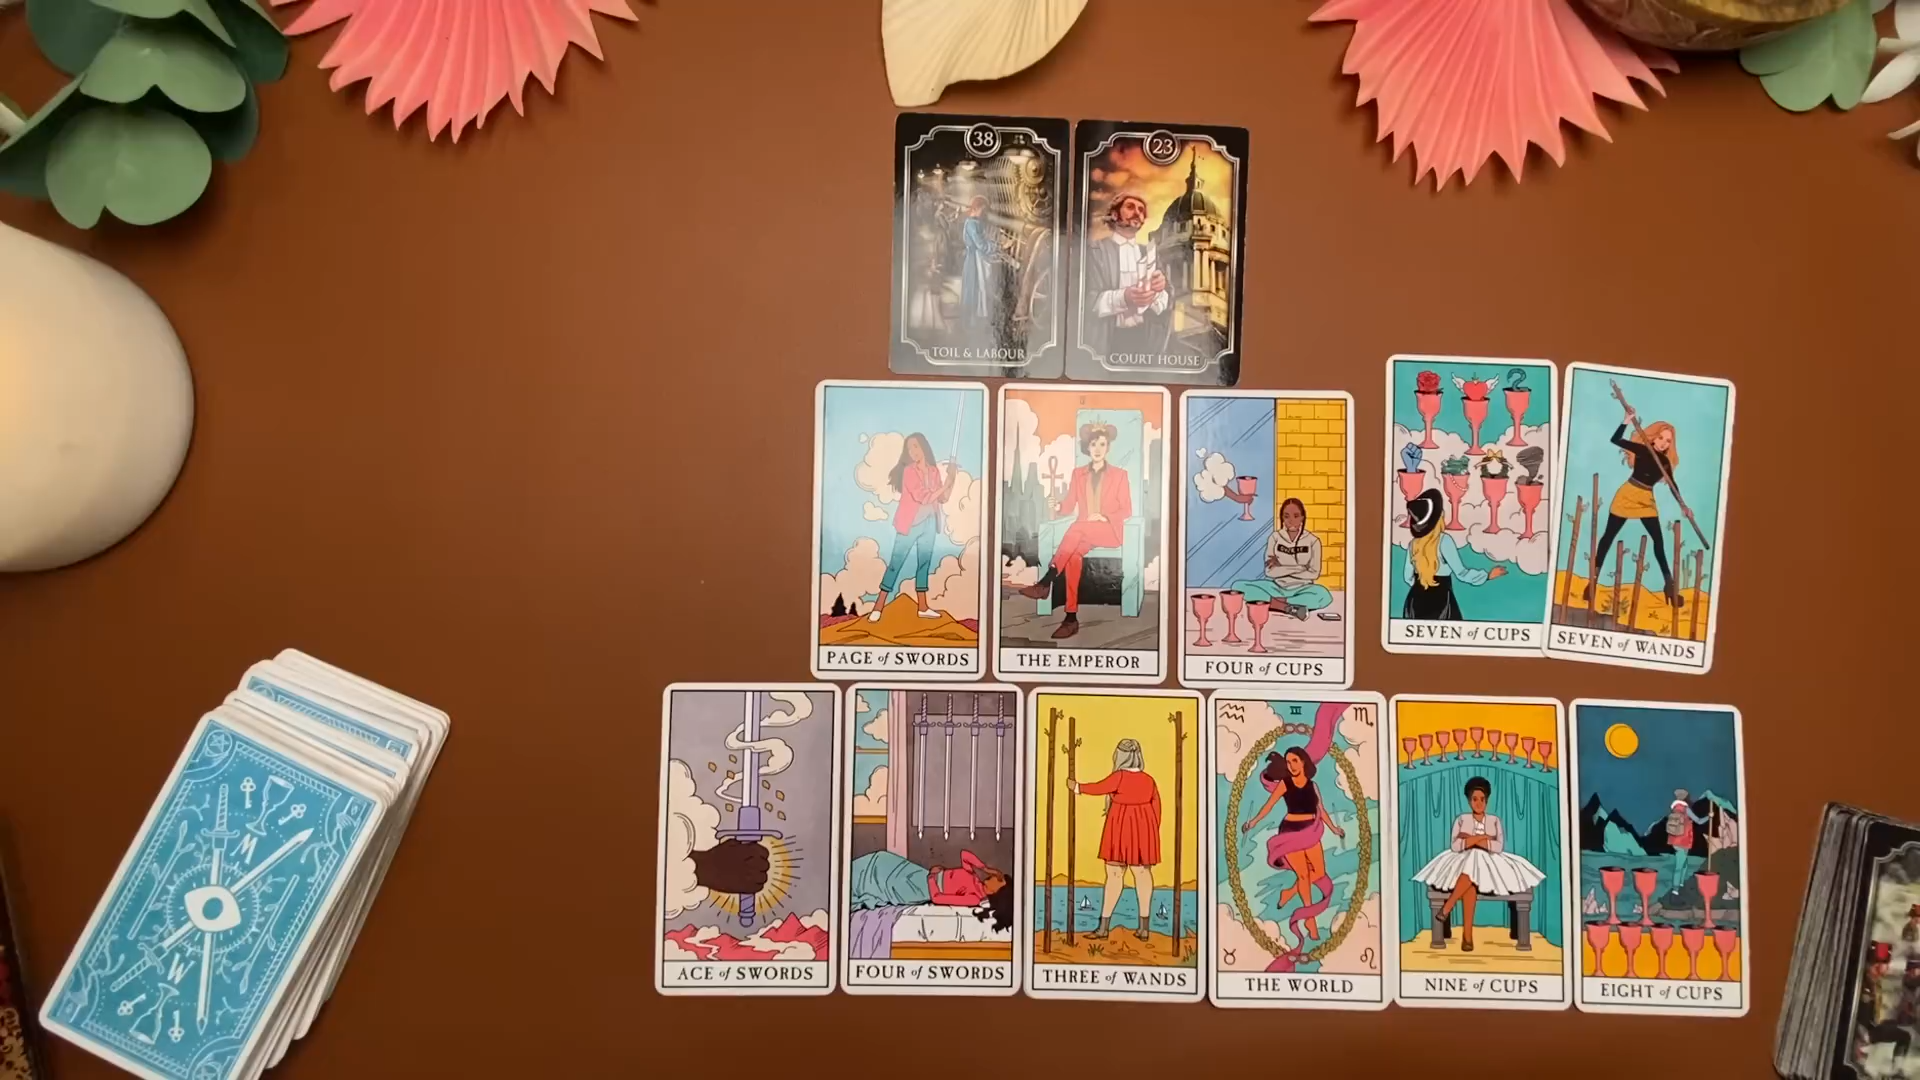 38
23
TOIL & LABOUR
COURT HOUSE
PAGE of SWORDS
THE EMPEROR
FOUR of CUPS
SEVEN of CUPS
SEVEN of WANDS
ACE of SWORDS
FOUR of SWORDS
THREE of WANDS
THE WORLD
NINE of CUPS
EIGHT of CUPS
M
W